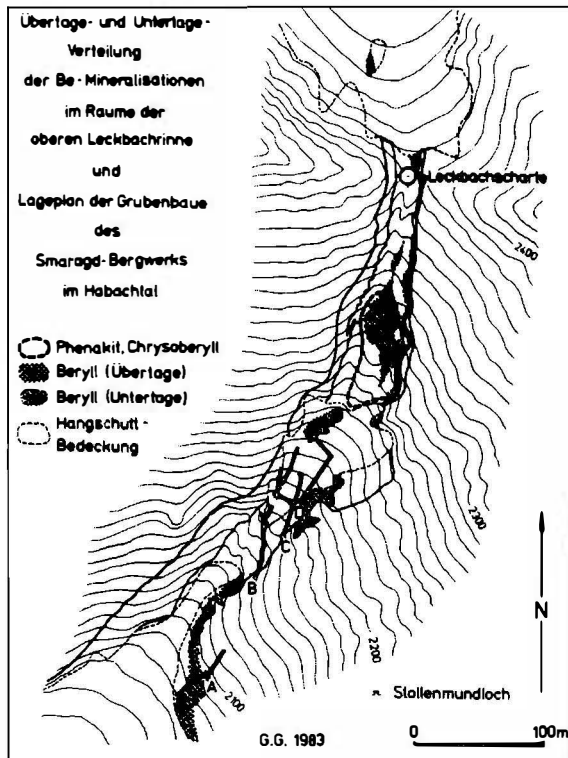 Übertage- und Untertage-
Verteilung
der Be-Mineralisationen
im Raume der
oberen Leckbachrinne
und
Lageplan der Grubenbaue
des
Smaragd-Bergwerks
im Habachtal
Phenakit, Chrysoberyll
Beryll (Übertage)
Beryll (Untertage)
Hangschutt-
Bedeckung
Leckbachscharte
2400
2300
2200
2100
D
C
B
A
N
Stollenmundloch
G.G. 1983
0 100m